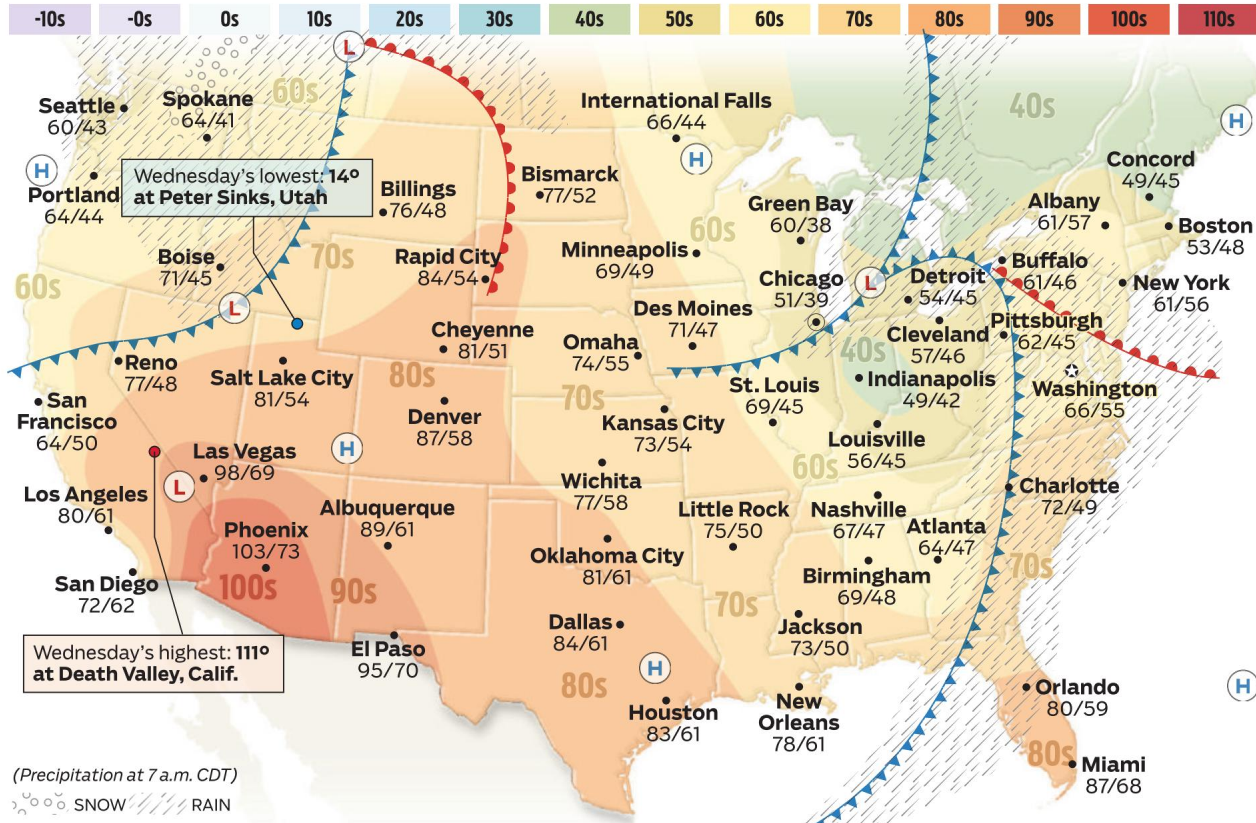 -10s -0s 0s 10s 20s 30s 40s 50s 60s 70s 80s 90s 100s 110s
L
60s
40s
Seattle
60/43
Spokane
64/41
International Falls
66/44
H
H
H
Wednesday's lowest: 14º
at Peter Sinks, Utah
Portland
64/44
Billings
76/48
Bismarck
77/52
Concord
49/45
Green Bay
60/38
Albany
61/57
Boston
53/48
60s
70s
Boise
71/45
Rapid City
84/54
Minneapolis
69/49
Buffalo
61/46
60s
Chicago
51/39
L
Detroit
54/45
New York
61/56
L
Des Moines
71/47
Cheyenne
81/51
Omaha
74/55
Cleveland
57/46
Pittsburgh
62/45
40s
Reno
77/48
Salt Lake City
81/54
80s
70s
St. Louis
69/45
Indianapolis
49/42
Washington
66/55
San
Francisco
64/50
Denver
87/58
Kansas City
73/54
Louisville
56/45
Las Vegas
98/69
H
L
60s
Wichita
77/58
Los Angeles
80/61
Albuquerque
89/61
Little Rock
75/50
Nashville
67/47
Charlotte
72/49
Phoenix
103/73
Oklahoma City
81/61
Atlanta
64/47
San Diego
72/62
100s
90s
Birmingham
69/48
70s
70s
Dallas
84/61
Jackson
73/50
Wednesday's highest: 111º
at Death Valley, Calif.
El Paso
95/70
80s
H
H
Houston
83/61
New
Orleans
78/61
Orlando
80/59
80s
Miami
87/68
(Precipitation at 7 a.m. CDT)
SNOW RAIN